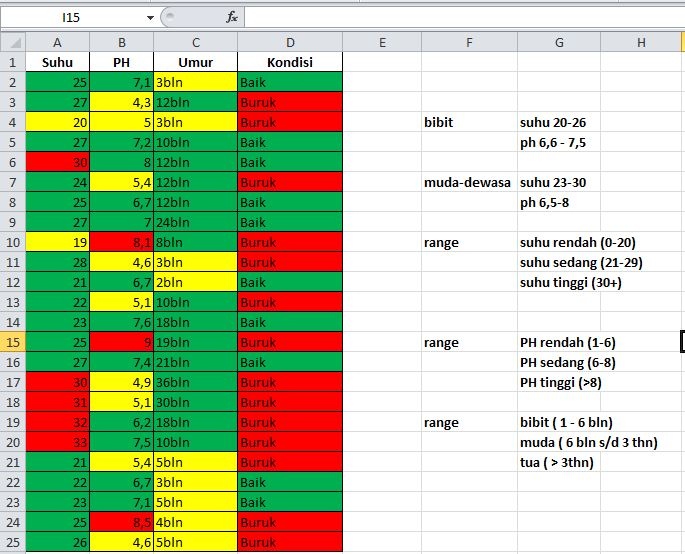 I15 fx
A B C D E F G H
1 Suhu PH Umur Kondisi
2 25 7,1 3bln Baik
3 27 4,3 12bln Buruk
4 20 5 3bln Buruk bibit suhu 20-26
5 27 7,2 10bln Baik ph 6,6 - 7,5
6 30 8 12bln Baik
7 24 5,4 12bln Buruk muda-dewasa suhu 23-30
8 25 6,7 12bln Baik ph 6,5-8
9 27 7 24bln Baik
10 19 8,1 8bln Buruk range suhu rendah (0-20)
11 28 4,6 3bln Buruk suhu sedang (21-29)
12 21 6,7 2bln Baik suhu tinggi (30+)
13 22 5,1 10bln Buruk
14 23 7,6 18bln Baik
15 25 9 19bln Buruk range PH rendah (1-6)
16 27 7,4 21bln Baik PH sedang (6-8)
17 30 4,9 36bln Buruk PH tinggi (>8)
18 31 5,1 30bln Buruk
19 32 6,2 18bln Buruk range bibit ( 1 - 6 bln)
20 33 7,5 10bln Buruk muda ( 6 bln s/d 3 thn)
21 21 5,4 5bln Buruk tua ( > 3thn)
22 22 6,7 3bln Baik
23 23 7,1 5bln Baik
24 25 8,5 4bln Buruk
25 26 4,6 5bln Buruk